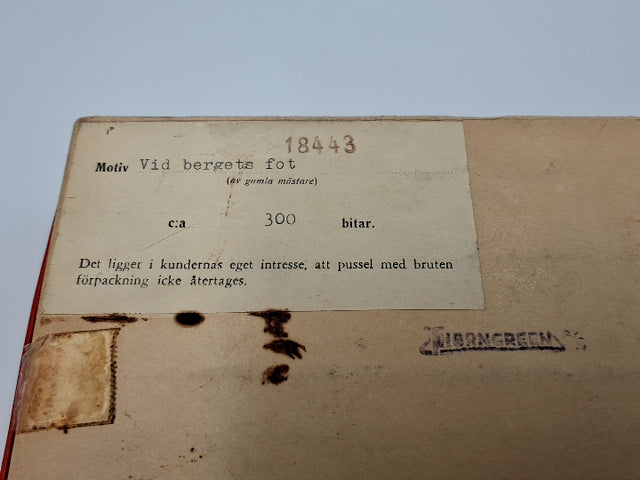 18443
Motiv Vid bergets fot
(av gamla mästare)
c:a 300 bitar.
Det ligger i kundernas eget intresse, att pussel med bruten
förpackning icke återtages.